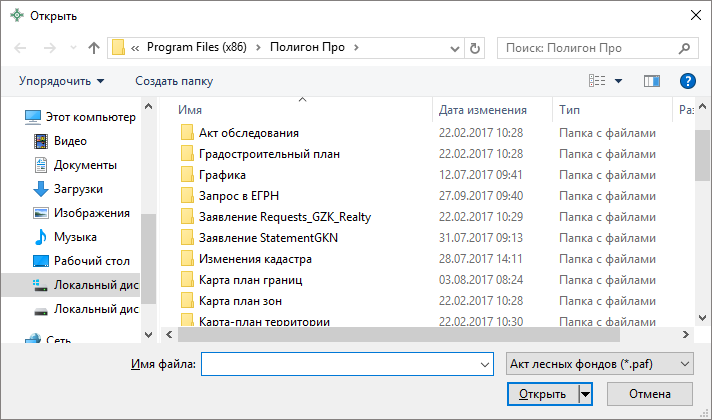 Открыть
« Program Files (x86) › Полигон Про ›
Поиск: Полигон Про
Упорядочить
Создать папку
?
Имя Дата изменения Тип Раз
Этот компьютер
Видео
Документы
Загрузки
Изображения
Музыка
Рабочий стол
Локальный дис
Локальный дис
Сеть
Акт обследования 22.02.2017 10:28 Папка с файлами
Градостроительный план 22.02.2017 10:28 Папка с файлами
Графика 12.07.2017 09:41 Папка с файлами
Запрос в ЕГРН 27.09.2017 09:40 Папка с файлами
Заявление Requests_GZK_Realty 22.02.2017 10:29 Папка с файлами
Заявление StatementGKN 31.07.2017 09:13 Папка с файлами
Изменения кадастра 28.07.2017 14:11 Папка с файлами
Карта план границ 03.08.2017 08:24 Папка с файлами
Карта план зон 22.02.2017 10:28 Папка с файлами
Карта-план территории 22.02.2017 10:30 Папка с файлами
Имя файла:
Акт лесных фондов (*.paf)
Открыть
Отмена